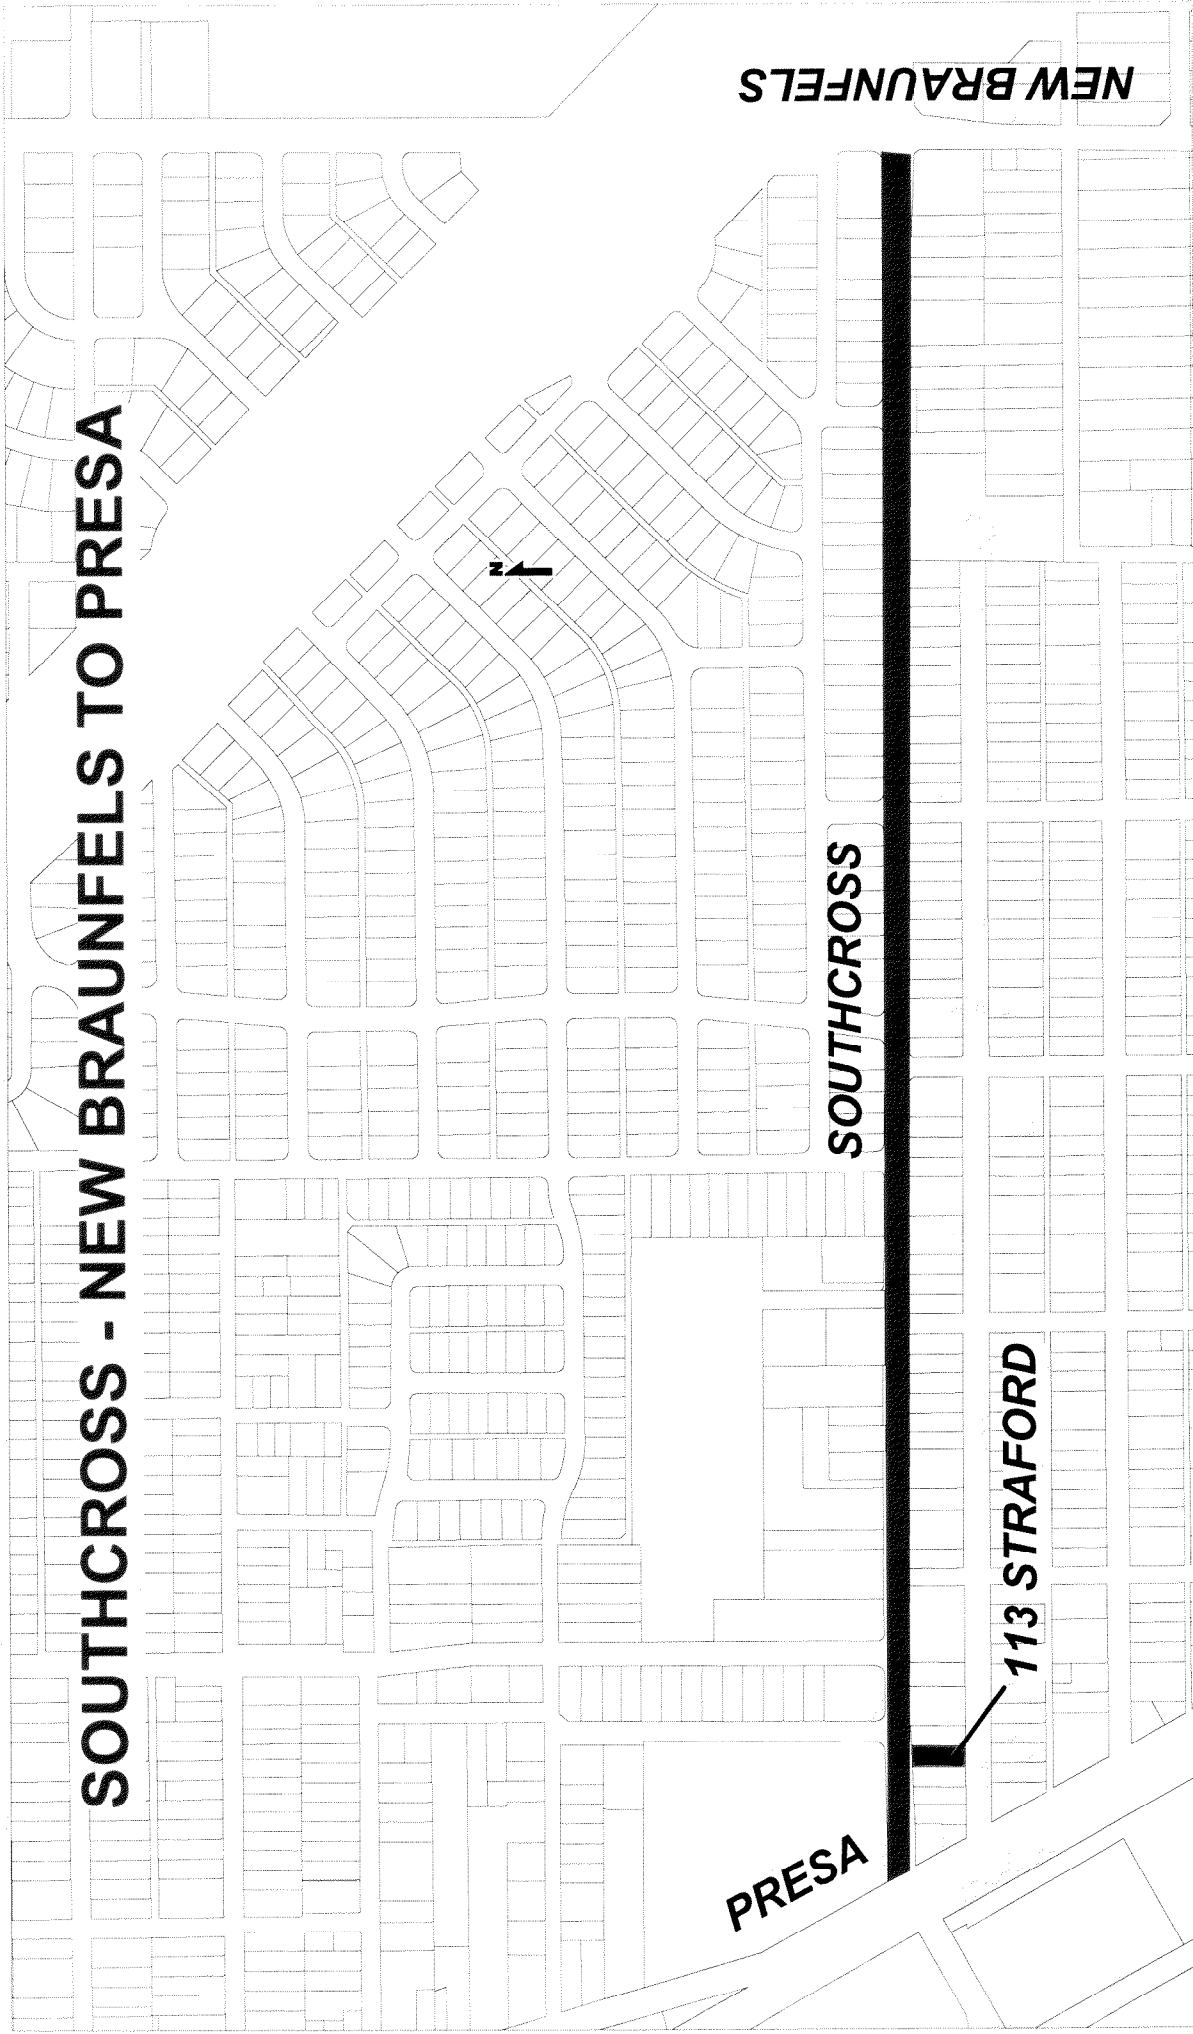 SOUTHCROSS - NEW BRAUNFELS TO PRESA
NEW BRAUNFELS
N
SOUTHCROSS
113 STRAFORD
PRESA